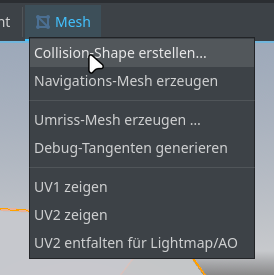 nt Mesh
Collision-Shape erstellen...
Navigations-Mesh erzeugen
Umriss-Mesh erzeugen ...
Debug-Tangenten generieren
UV1 zeigen
UV2 zeigen
UV2 entfalten für Lightmap/AO